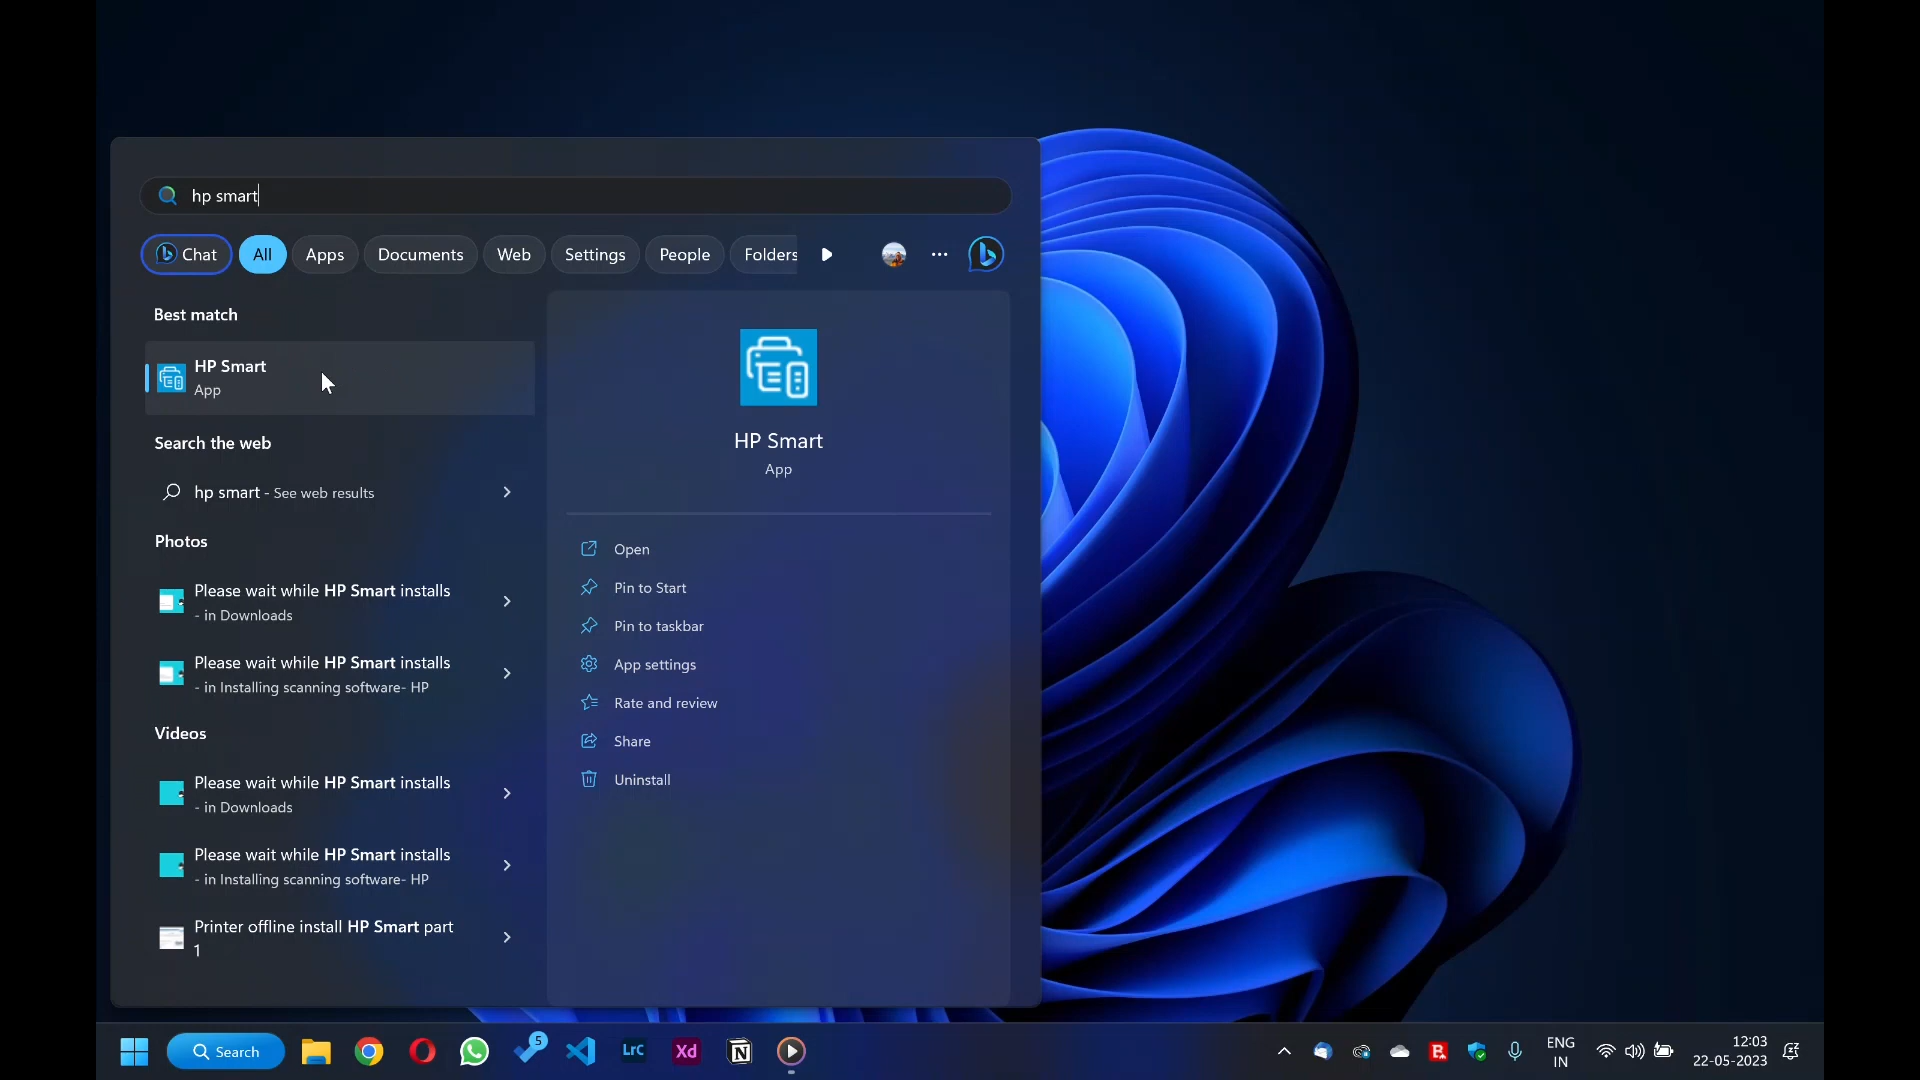 hp smart
Chat All Apps Documents Web Settings People Folders
Best match
HP Smart
App
Search the web
hp smart - See web results
Photos
Please wait while HP Smart installs
- in Downloads
Please wait while HP Smart installs
- in Installing scanning software- HP
Videos
Please wait while HP Smart installs
- in Downloads
Please wait while HP Smart installs
- in Installing scanning software- HP
Printer offline install HP Smart part
1
HP Smart
App
Open
Pin to Start
Pin to taskbar
App settings
Rate and review
Share
Uninstall
Search
5
LrC
Xd
N
B
ENG
IN
12:03
22-05-2023